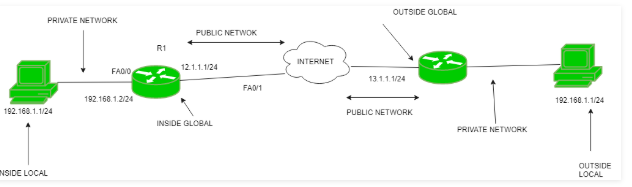 OUTSIDE GLOBAL
PRIVATE NETWORK
PUBLIC NETWOK
R1
FA0/0
12.1.1.1/24
INTERNET
13.1.1.1/24
FA0/1
192.168.1.1/24
192.168.1.2/24
192.168.1.1/24
PUBLIC NETWORK
INSIDE GLOBAL
PRIVATE NETWORK
NSIDE LOCAL
OUTSIDE
LOCAL